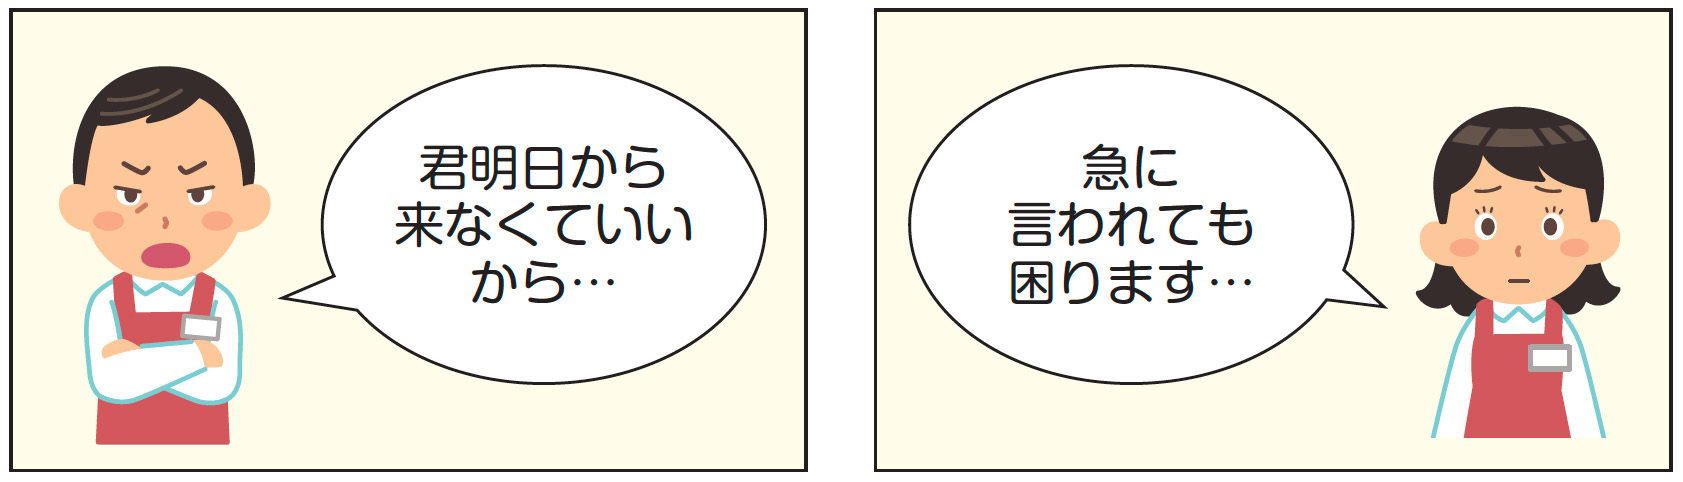 君明日から
来なくていい
から…
急に
言われても
困ります…